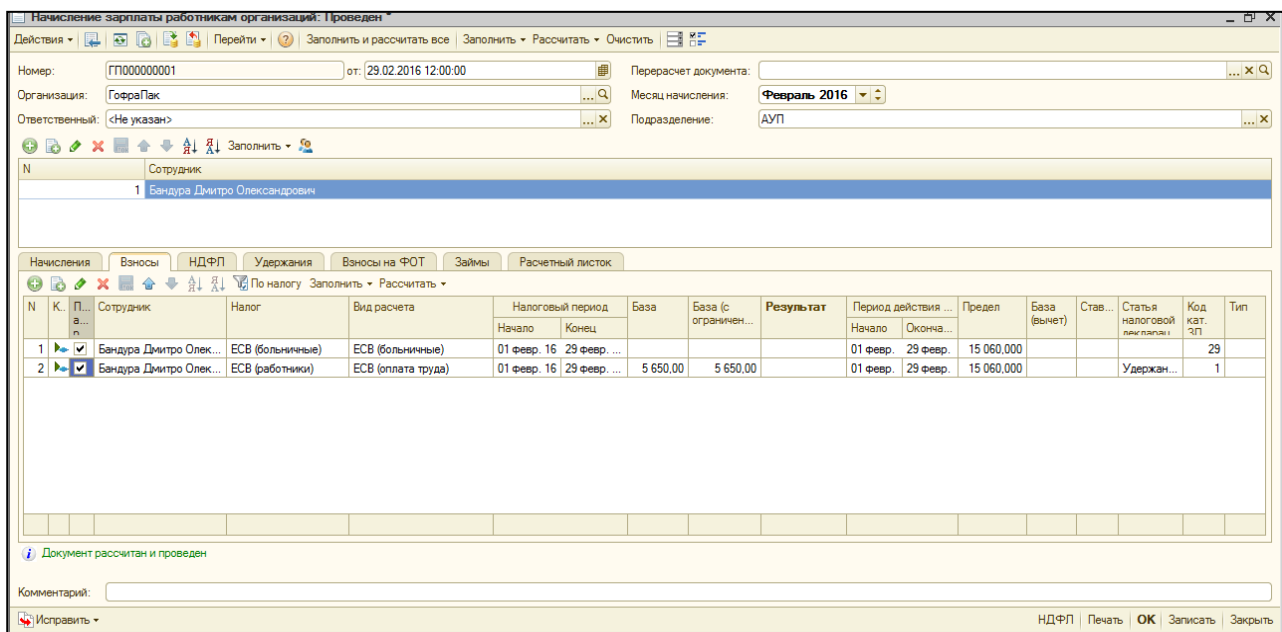 Начисление зарплаты работникам организаций: Проведен *
Действия Перейти Заполнить и рассчитать все Заполнить Рассчитать Очистить
Номер: ГП000000001 от: 29.02.2016 12:00:00 Перерасчет документа:
Организация: ГофраПак Месяц начисления: Февраль 2016
Ответственный: <Не указан> Подразделение: АУП
Заполнить
N Сотрудник
1 Бандура Дмитро Олександрович
Начисления Взносы НДФЛ Удержания Взносы на ФОТ Займы Расчетный листок
По налогу Заполнить Рассчитать
N К.. П... Сотрудник Налог Вид расчета Налоговый период База База (с Результат Период действия ... Предел База Став... Статья Код Тип
а... ограничен... (вычет) налоговой кат.
Начало Конец Начало Оконча...
1 Бандура Дмитро Олек... ЕСВ (больничные) ЕСВ (больничные) 01 февр. 16 29 февр. ... 01 февр. 29 февр. 15 060,000 29
2 Бандура Дмитро Олек... ЕСВ (работники) ЕСВ (оплата труда) 01 февр. 16 29 февр. ... 5 650,00 5 650,00 01 февр. 29 февр. 15 060,000 Удержан... 1
Документ рассчитан и проведен
Комментарий:
Исправить НДФЛ Печать OK Записать Закрыть